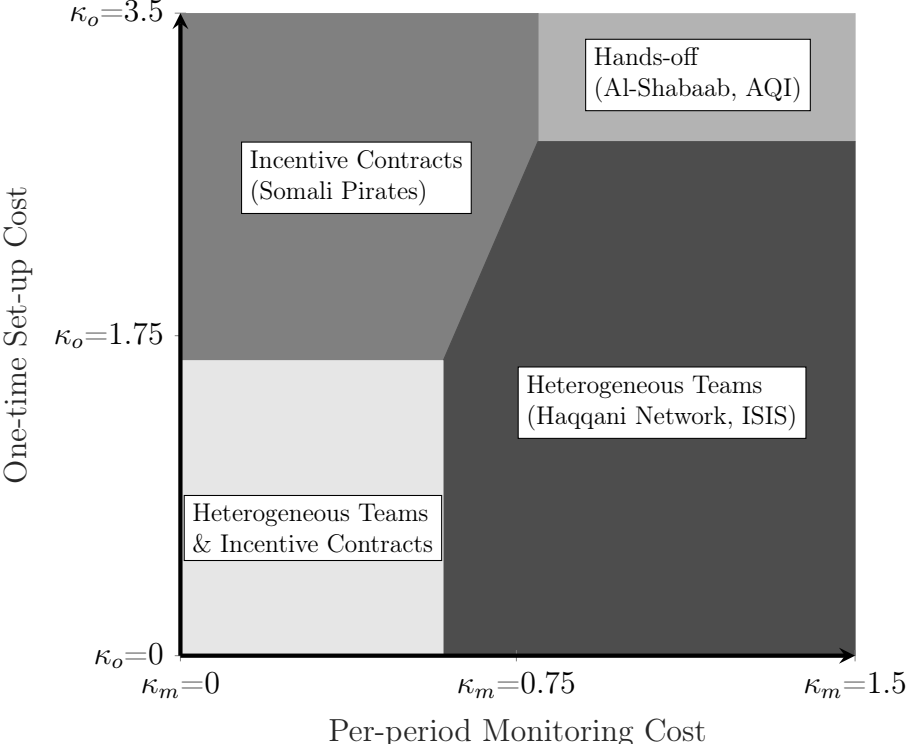 κₒ=3.5
Hands-off
(Al-Shabaab, AQI)
Incentive Contracts
(Somali Pirates)
One-time Set-up Cost
κₒ=1.75
Heterogeneous Teams
(Haqqani Network, ISIS)
Heterogeneous Teams
& Incentive Contracts
κₒ=0
κₘ=0
κₘ=0.75
κₘ=1.5
Per-period Monitoring Cost